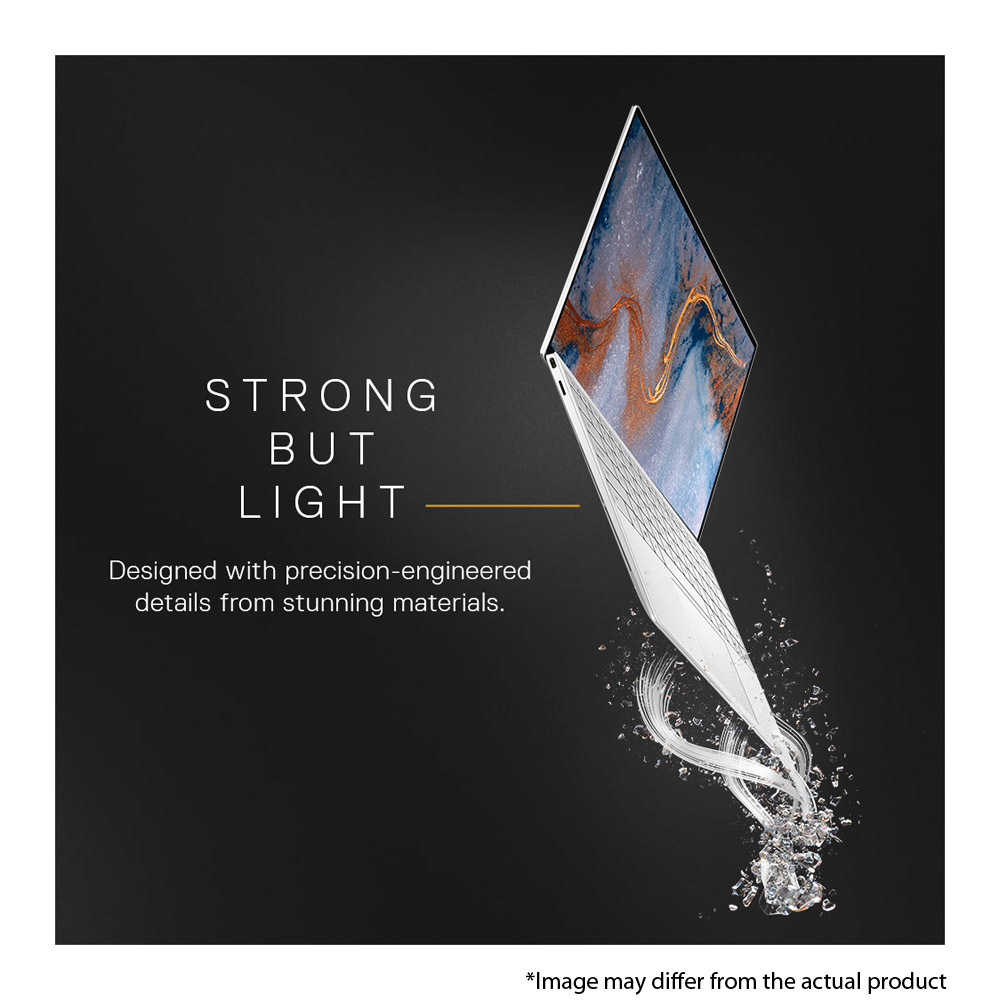 STRONG
BUT
LIGHT
Designed with precision-engineered
details from stunning materials.
*Image may differ from the actual product